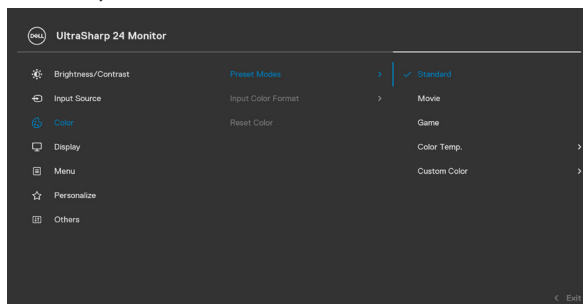 DELL UltraSharp 24 Monitor
Brightness/Contrast Preset Modes > ✓ Standard
Input Source Input Color Format > Movie
Color Reset Color Game
Display Color Temp. >
Menu Custom Color >
Personalize
Others
< Exit